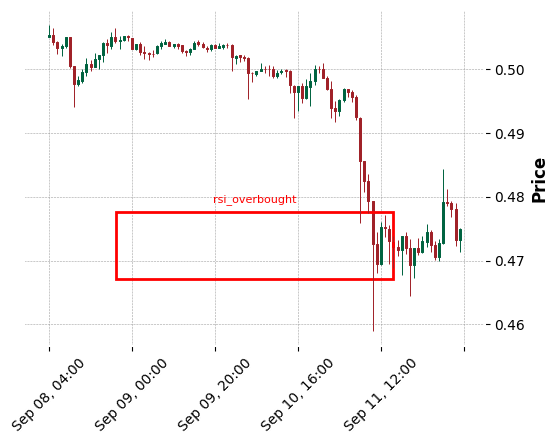 rsi_overbought
0.50
0.49
0.48
0.47
0.46
Price
Sep 08, 04:00
Sep 09, 00:00
Sep 09, 20:00
Sep 10, 16:00
Sep 11, 12:00